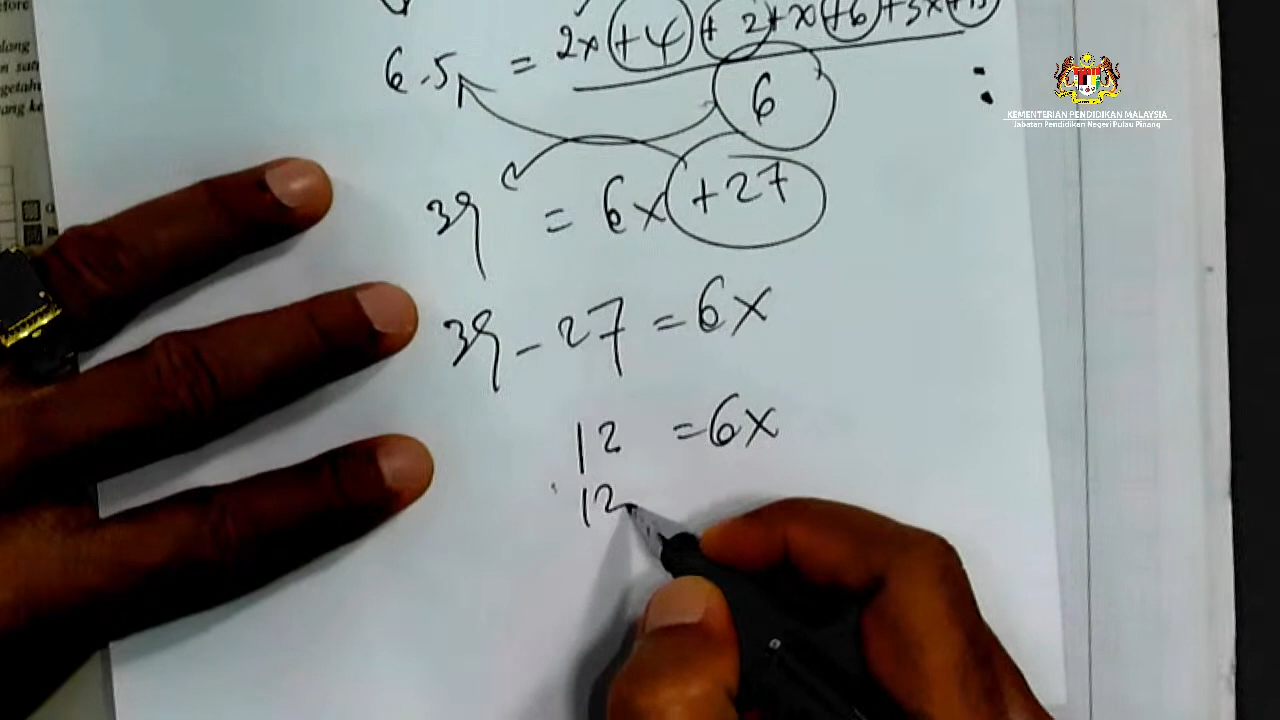 2x +4 + 2 + x +6 + 3x
6.5 =
6
39 = 6x +27
39 - 27 = 6x
12 = 6x
12
KEMENTERIAN PENDIDIKAN MALAYSIA
Jabatan Pendidikan Negeri Pulau Pinang